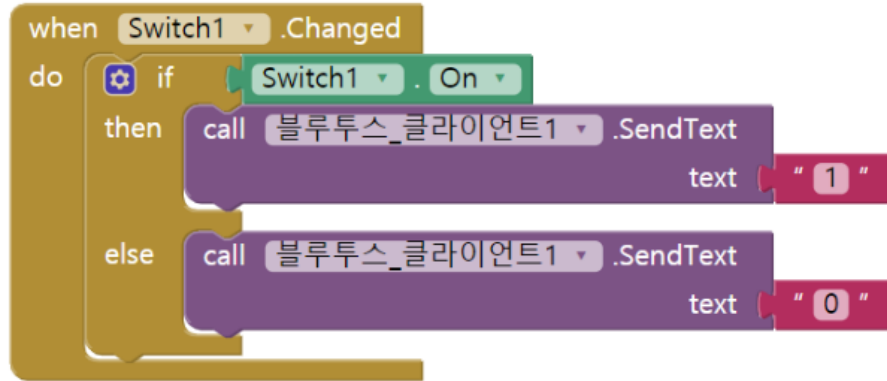 when Switch1 .Changed
do if Switch1 . On
then call 블루투스_클라이언트1 .SendText
text " 1 "
else call 블루투스_클라이언트1 .SendText
text " 0 "